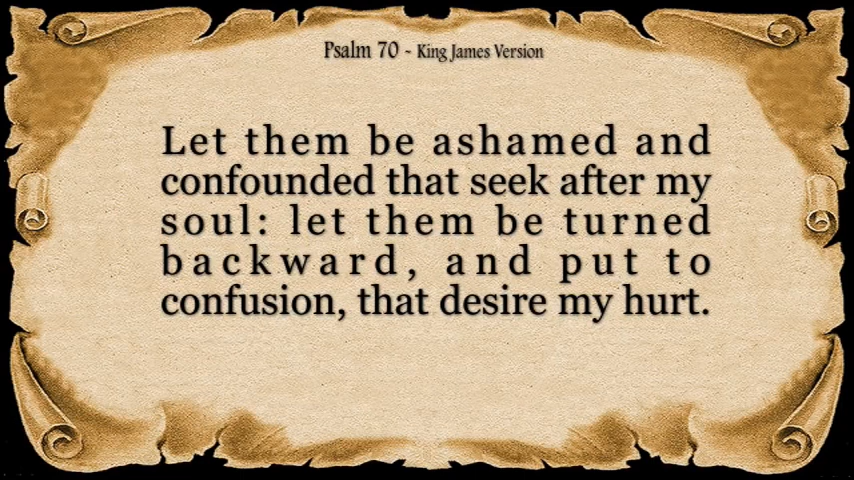 Psalm 70 - King James Version
Let them be ashamed and
confounded that seek after my
soul: let them be turned
backward, and put to
confusion, that desire my hurt.